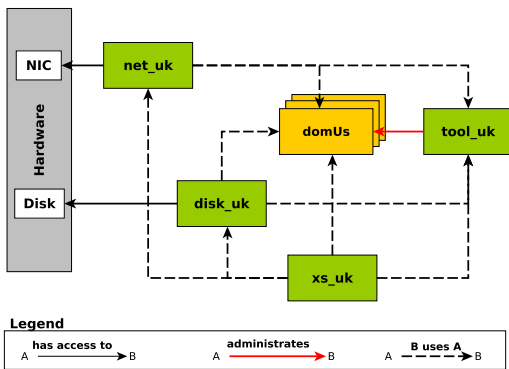 NIC
net_uk
Hardware
domUs
tool_uk
Disk
disk_uk
xs_uk
Legend
A has access to B
A administrates B
A B uses A B